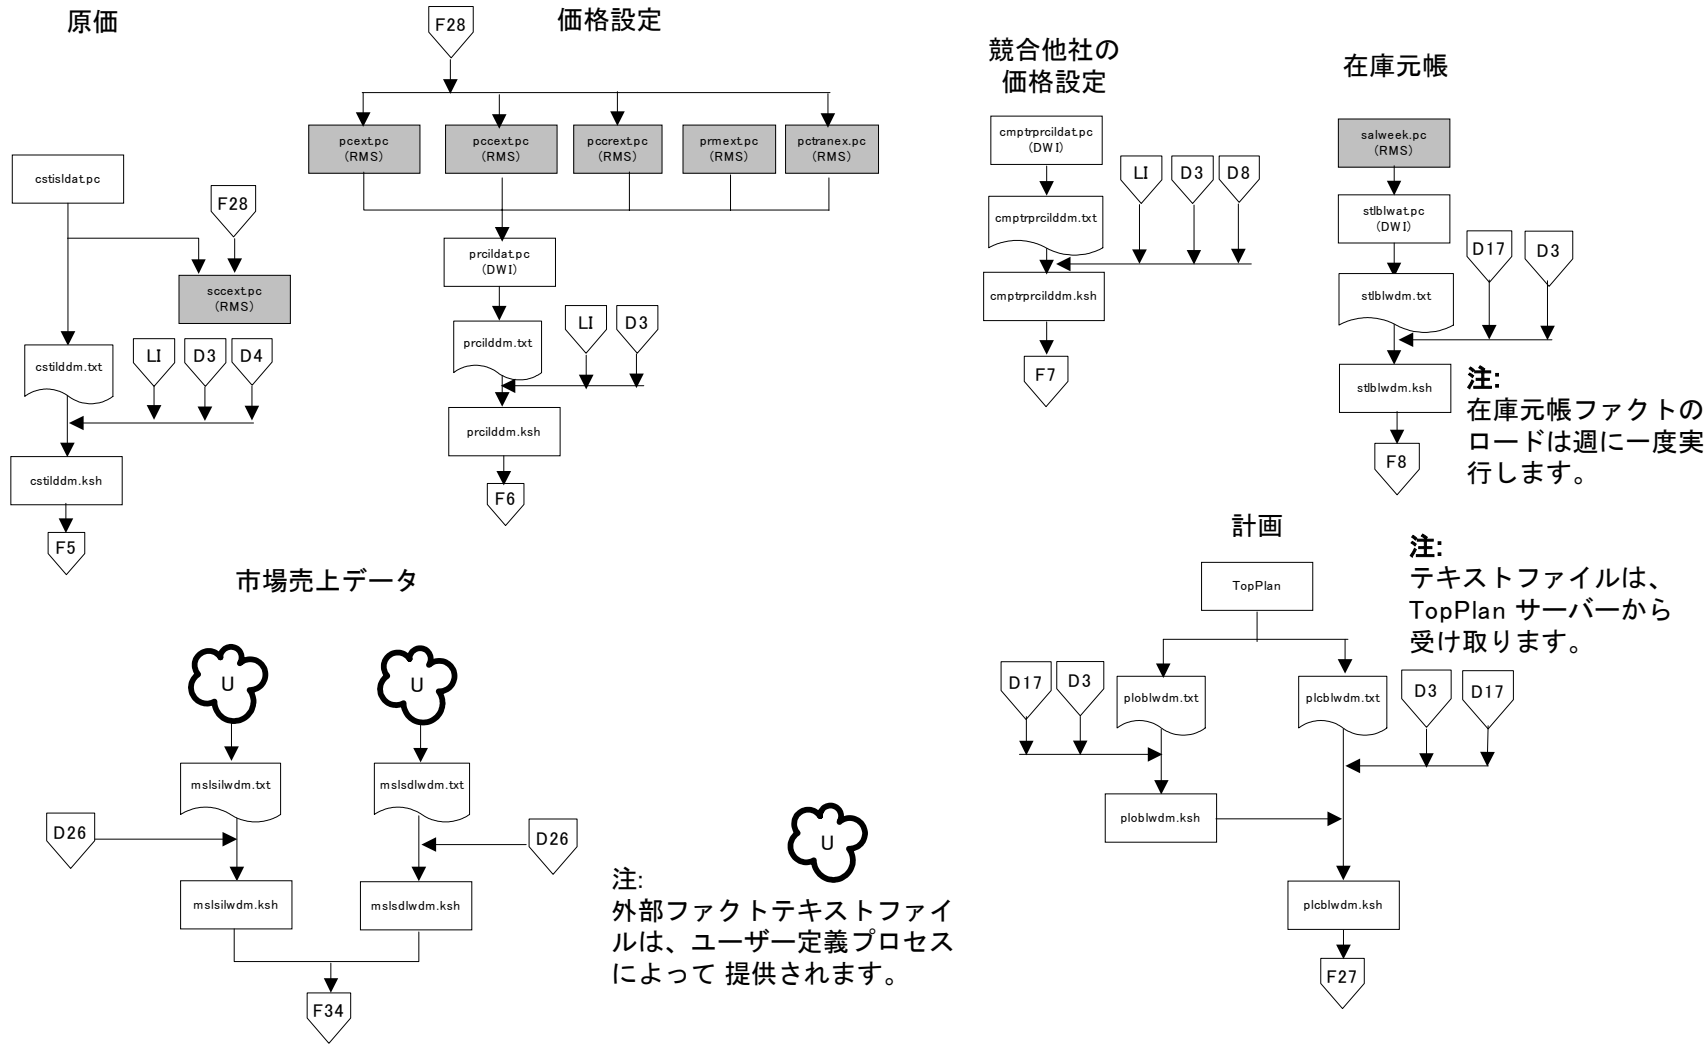 原価
cstisldat.pc
F28
sccext.pc
(RMS)
cstilddm.txt
LI
D3
D4
cstilddm.ksh
F5
価格設定
F28
pcext.pc
(RMS)
pccext.pc
(RMS)
pccrext.pc
(RMS)
prmext.pc
(RMS)
pctranex.pc
(RMS)
prcildat.pc
(DWI)
prcilddm.txt
LI
D3
prcilddm.ksh
F6
競合他社の
価格設定
cmptrprcildat.pc
(DWI)
LI
D3
D8
cmptrprcilddm.txt
cmptrprcilddm.ksh
F7
在庫元帳
salweek.pc
(RMS)
stlblwat.pc
(DWI)
D17
D3
stlblwdm.txt
stlblwdm.ksh
F8
注:
在庫元帳ファクトの
ロードは週に一度実
行します。
市場売上データ
U
U
mslsilwdm.txt
mslsdlwdm.txt
D26
D26
mslsilwdm.ksh
mslsdlwdm.ksh
F34
U
注:
外部ファクトテキストファイ
ルは、ユーザー定義プロセス
によって 提供されます。
計画
TopPlan
注:
テキストファイルは、
TopPlan サーバーから
受け取ります。
D17
D3
ploblwdm.txt
plcblwdm.txt
D3
D17
ploblwdm.ksh
plcblwdm.ksh
F27